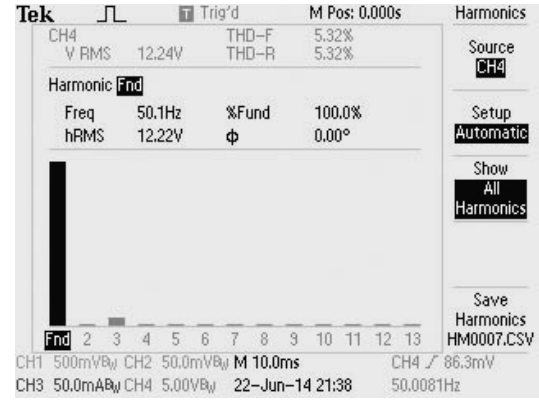 Tek T Trig'd M Pos: 0.000s Harmonics
CH4 THD-F 5.32%
V RMS 12.24V THD-R 5.32%
Source
CH4
Harmonic Fnd
Freq 50.1Hz %Fund 100.0%
hRMS 12.22V Φ 0.00°
Setup
Automatic
Show
All
Harmonics
Save
Harmonics
HM0007.CSV
Fnd 2 3 4 5 6 7 8 9 10 11 12 13
CH1 500mVBW CH2 50.0mVBW M 10.0ms CH4 / 86.3mV
CH3 50.0mABW CH4 5.00VBW 22-Jun-14 21:38 50.0081Hz